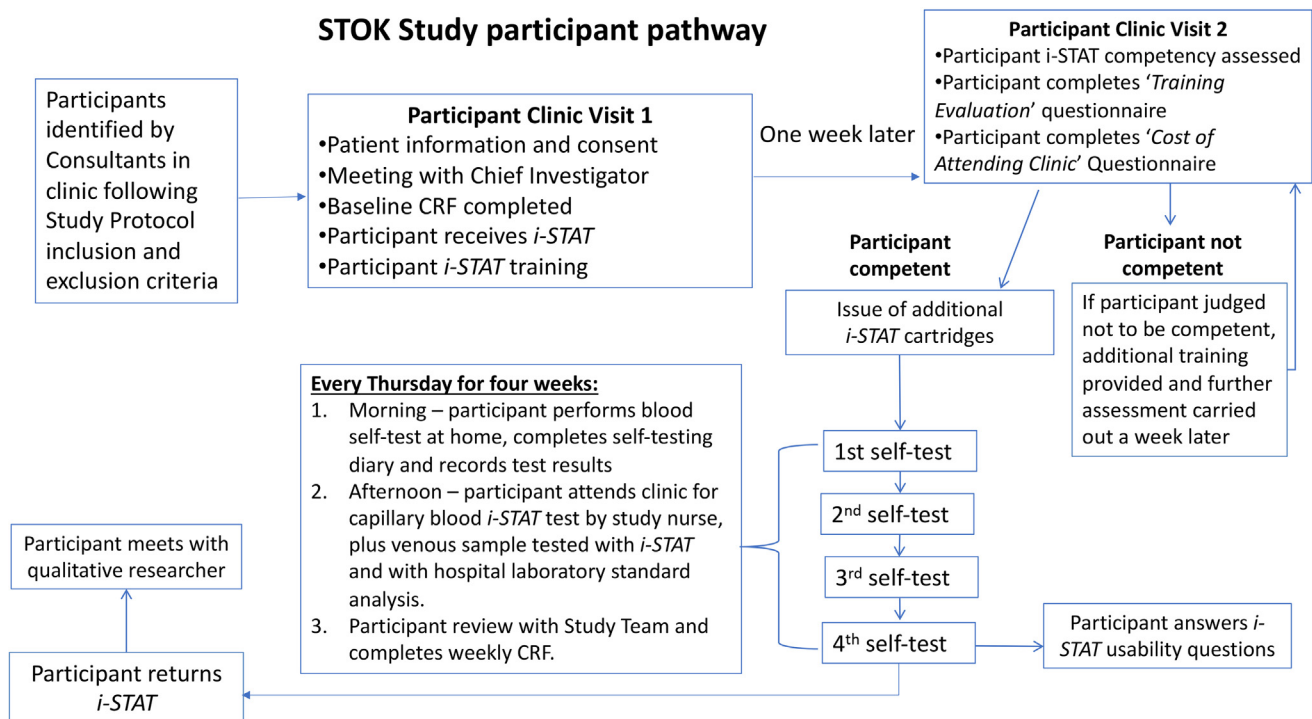 STOK Study participant pathway
Participants
identified by
Consultants in
clinic following
Study Protocol
inclusion and
exclusion criteria
Participant Clinic Visit 1
•Patient information and consent
•Meeting with Chief Investigator
•Baseline CRF completed
•Participant receives i-STAT
•Participant i-STAT training
One week later
Participant Clinic Visit 2
•Participant i-STAT competency assessed
•Participant completes ‘Training
Evaluation’ questionnaire
•Participant completes ‘Cost of
Attending Clinic’ Questionnaire
Participant
competent
Participant not
competent
Issue of additional
i-STAT cartridges
If participant judged
not to be competent,
additional training
provided and further
assessment carried
out a week later
Every Thursday for four weeks:
1. Morning – participant performs blood
self-test at home, completes self-testing
diary and records test results
2. Afternoon – participant attends clinic for
capillary blood i-STAT test by study nurse,
plus venous sample tested with i-STAT
and with hospital laboratory standard
analysis.
3. Participant review with Study Team and
completes weekly CRF.
1st self-test
2nd self-test
3rd self-test
4th self-test
Participant answers i-
STAT usability questions
Participant returns
i-STAT
Participant meets with
qualitative researcher